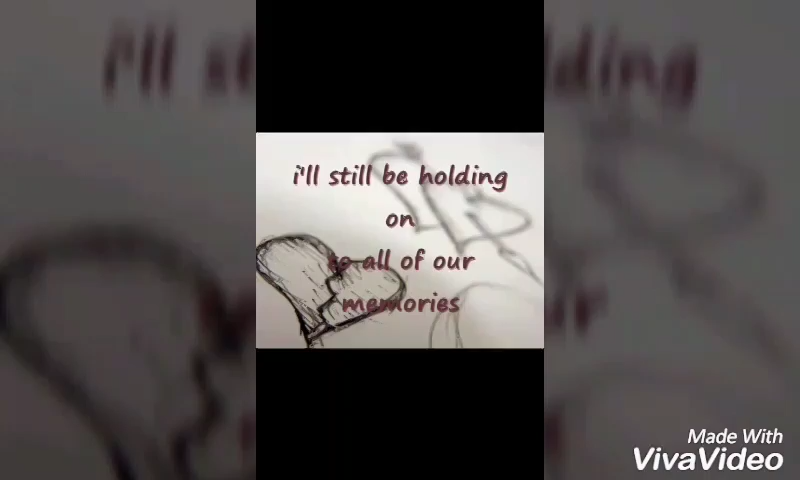 i'll still be holding
on
to all of our
memories
Made With
VivaVideo